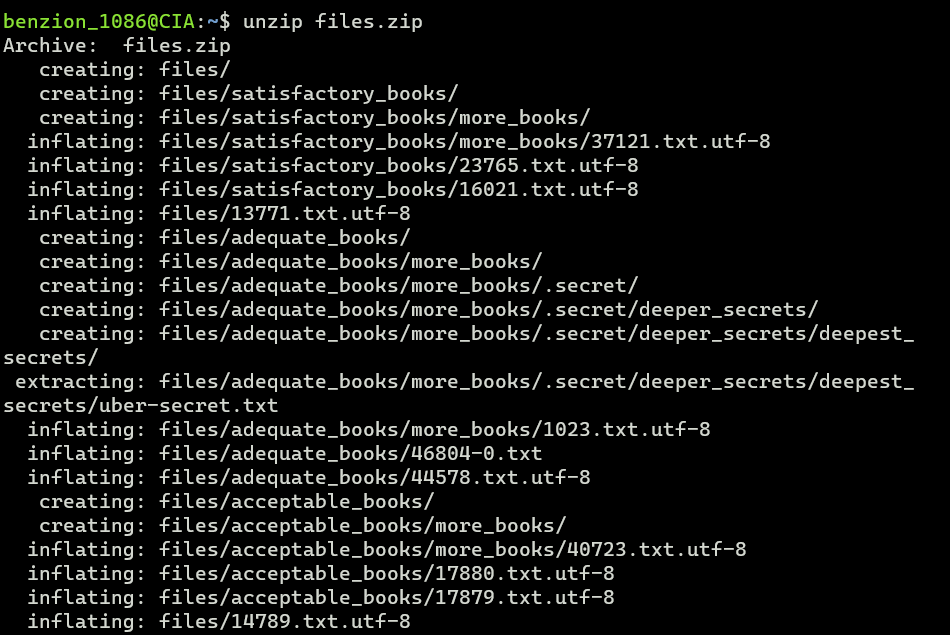 benzion_1086@CIA:~$ unzip files.zip
Archive:  files.zip
   creating: files/
   creating: files/satisfactory_books/
   creating: files/satisfactory_books/more_books/
  inflating: files/satisfactory_books/more_books/37121.txt.utf-8
  inflating: files/satisfactory_books/23765.txt.utf-8
  inflating: files/satisfactory_books/16021.txt.utf-8
  inflating: files/13771.txt.utf-8
   creating: files/adequate_books/
   creating: files/adequate_books/more_books/
   creating: files/adequate_books/more_books/.secret/
   creating: files/adequate_books/more_books/.secret/deeper_secrets/
   creating: files/adequate_books/more_books/.secret/deeper_secrets/deepest_
secrets/
 extracting: files/adequate_books/more_books/.secret/deeper_secrets/deepest_
secrets/uber-secret.txt
  inflating: files/adequate_books/more_books/1023.txt.utf-8
  inflating: files/adequate_books/46804-0.txt
  inflating: files/adequate_books/44578.txt.utf-8
   creating: files/acceptable_books/
   creating: files/acceptable_books/more_books/
  inflating: files/acceptable_books/more_books/40723.txt.utf-8
  inflating: files/acceptable_books/17880.txt.utf-8
  inflating: files/acceptable_books/17879.txt.utf-8
  inflating: files/14789.txt.utf-8